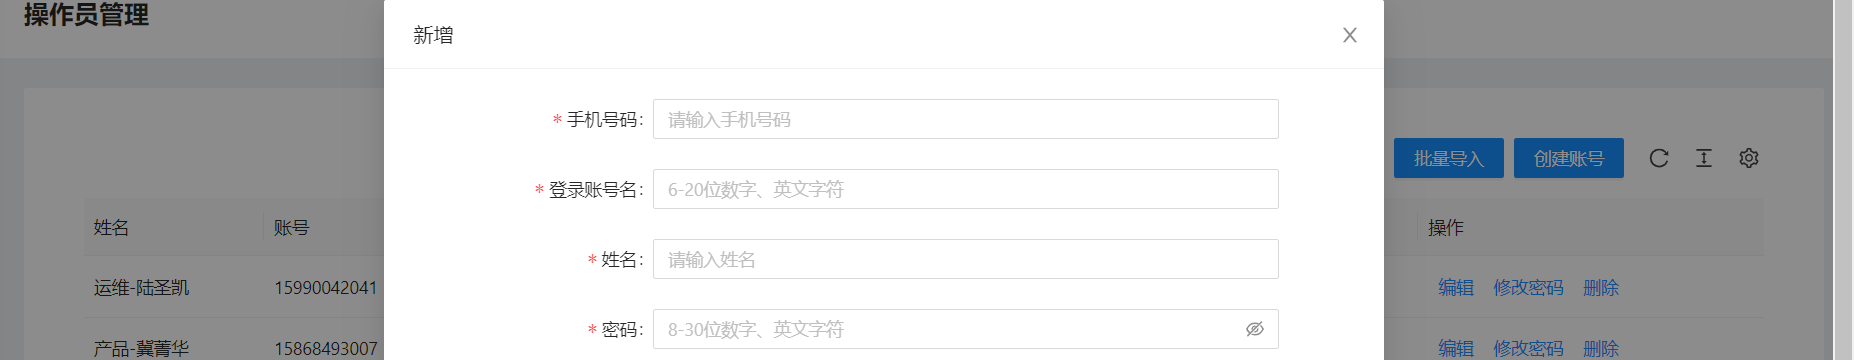 操作员管理
新增
* 手机号码: 请输入手机号码
批量导入 创建账号
* 登录账号名: 6-20位数字、英文字符
姓名 账号 操作
* 姓名: 请输入姓名
运维-陆圣凯 15990042041 编辑 修改密码 删除
* 密码: 8-30位数字、英文字符
产品-冀菁华 15868493007 编辑 修改密码 删除